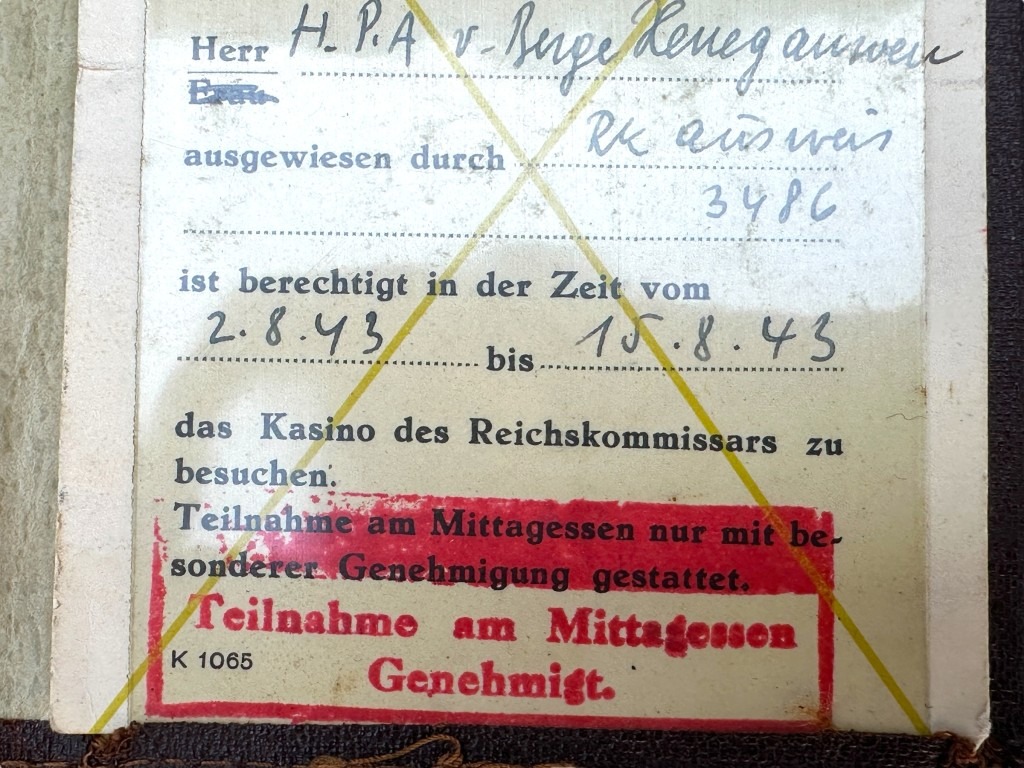 Herr H. P. A v. Berge Henegauwen
Frau
ausgewiesen durch RK ausweis
3486
ist berechtigt in der Zeit vom
2.8.43 bis 15.8.43
das Kasino des Reichskommissars zu
besuchen.
Teilnahme am Mittagessen nur mit be-
sonderer Genehmigung gestattet.
Teilnahme am Mittagessen
K 1065 Genehmigt.